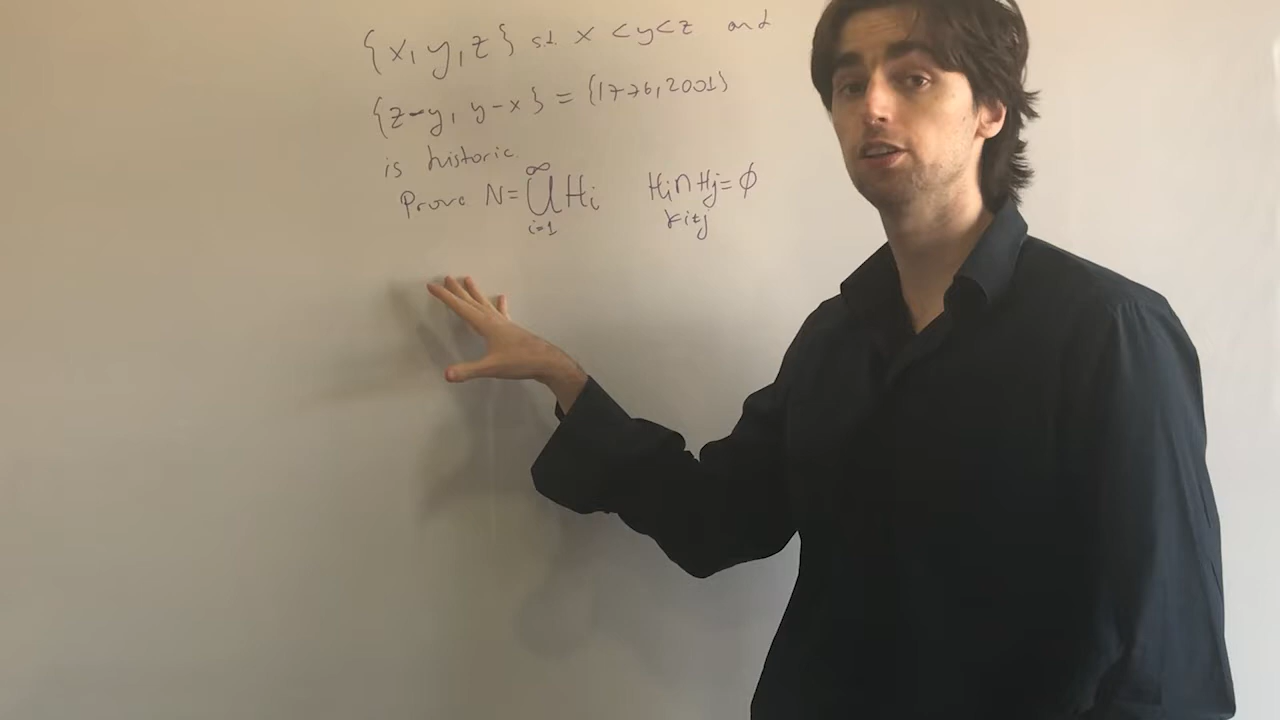 {x, y, z} s.t. x < y < z and
{z-y, y-x} = {1776, 2001}
is historic.
Prove N = ∞⋃i=1 Hi Hi ∩ Hj = ∅
∀ i≠j